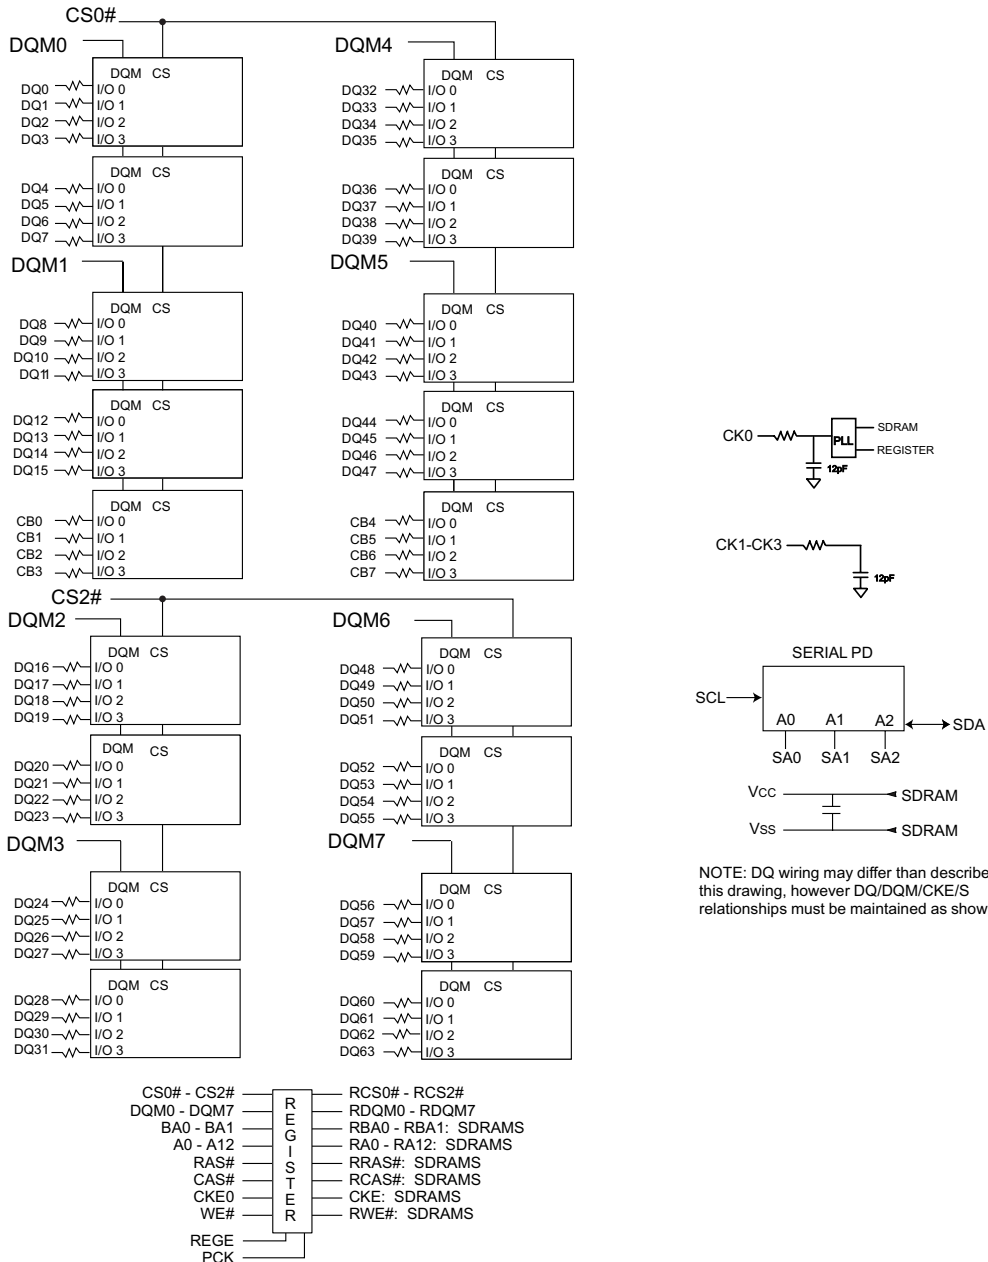 CS0#
DQM0
DQM CS
DQ0 I/O 0
DQ1 I/O 1
DQ2 I/O 2
DQ3 I/O 3
DQM CS
DQ4 I/O 0
DQ5 I/O 1
DQ6 I/O 2
DQ7 I/O 3
DQM1
DQM CS
DQ8 I/O 0
DQ9 I/O 1
DQ10 I/O 2
DQ11 I/O 3
DQM CS
DQ12 I/O 0
DQ13 I/O 1
DQ14 I/O 2
DQ15 I/O 3
DQM CS
CB0 I/O 0
CB1 I/O 1
CB2 I/O 2
CB3 I/O 3
DQM4
DQM CS
DQ32 I/O 0
DQ33 I/O 1
DQ34 I/O 2
DQ35 I/O 3
DQM CS
DQ36 I/O 0
DQ37 I/O 1
DQ38 I/O 2
DQ39 I/O 3
DQM5
DQM CS
DQ40 I/O 0
DQ41 I/O 1
DQ42 I/O 2
DQ43 I/O 3
DQM CS
DQ44 I/O 0
DQ45 I/O 1
DQ46 I/O 2
DQ47 I/O 3
DQM CS
CB4 I/O 0
CB5 I/O 1
CB6 I/O 2
CB7 I/O 3
CS2#
DQM2
DQM CS
DQ16 I/O 0
DQ17 I/O 1
DQ18 I/O 2
DQ19 I/O 3
DQM CS
DQ20 I/O 0
DQ21 I/O 1
DQ22 I/O 2
DQ23 I/O 3
DQM3
DQM CS
DQ24 I/O 0
DQ25 I/O 1
DQ26 I/O 2
DQ27 I/O 3
DQM CS
DQ28 I/O 0
DQ29 I/O 1
DQ30 I/O 2
DQ31 I/O 3
DQM6
DQM CS
DQ48 I/O 0
DQ49 I/O 1
DQ50 I/O 2
DQ51 I/O 3
DQM CS
DQ52 I/O 0
DQ53 I/O 1
DQ54 I/O 2
DQ55 I/O 3
DQM7
DQM CS
DQ56 I/O 0
DQ57 I/O 1
DQ58 I/O 2
DQ59 I/O 3
DQM CS
DQ60 I/O 0
DQ61 I/O 1
DQ62 I/O 2
DQ63 I/O 3
CK0 PLL SDRAM
REGISTER
12pF
CK1-CK3
12pF
SERIAL PD
SCL
A0 A1 A2
SDA
SA0 SA1 SA2
Vcc SDRAM
Vss SDRAM
NOTE: DQ wiring may differ than describe
this drawing, however DQ/DQM/CKE/S
relationships must be maintained as show
REGISTER
CS0# - CS2# RCS0# - RCS2#
DQM0 - DQM7 RDQM0 - RDQM7
BA0 - BA1 RBA0 - RBA1: SDRAMS
A0 - A12 RA0 - RA12: SDRAMS
RAS# RRAS#: SDRAMS
CAS# RCAS#: SDRAMS
CKE0 CKE: SDRAMS
WE# RWE#: SDRAMS
REGE
PCK